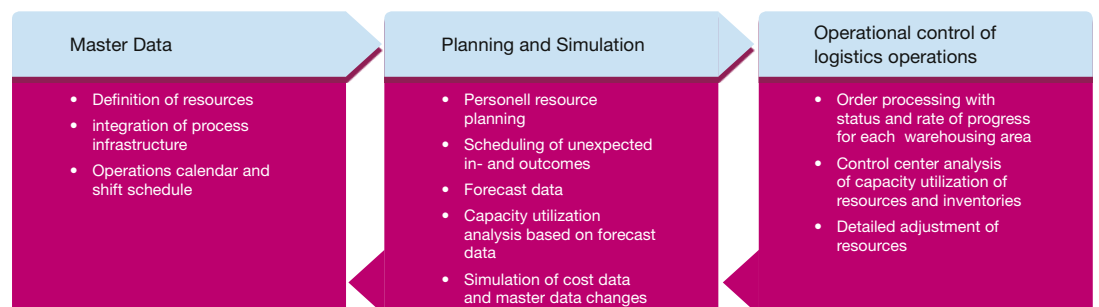 Master Data
• Definition of resources
• integration of process
infrastructure
• Operations calendar and
shift schedule
Planning and Simulation
• Personell resource
planning
• Scheduling of unexpected
in- and outcomes
• Forecast data
• Capacity utilization
analysis based on forecast
data
• Simulation of cost data
and master data changes
Operational control of
logistics operations
• Order processing with
status and rate of progress
for each warehousing area
• Control center analysis
of capacity utilization of
resources and inventories
• Detailed adjustment of
resources